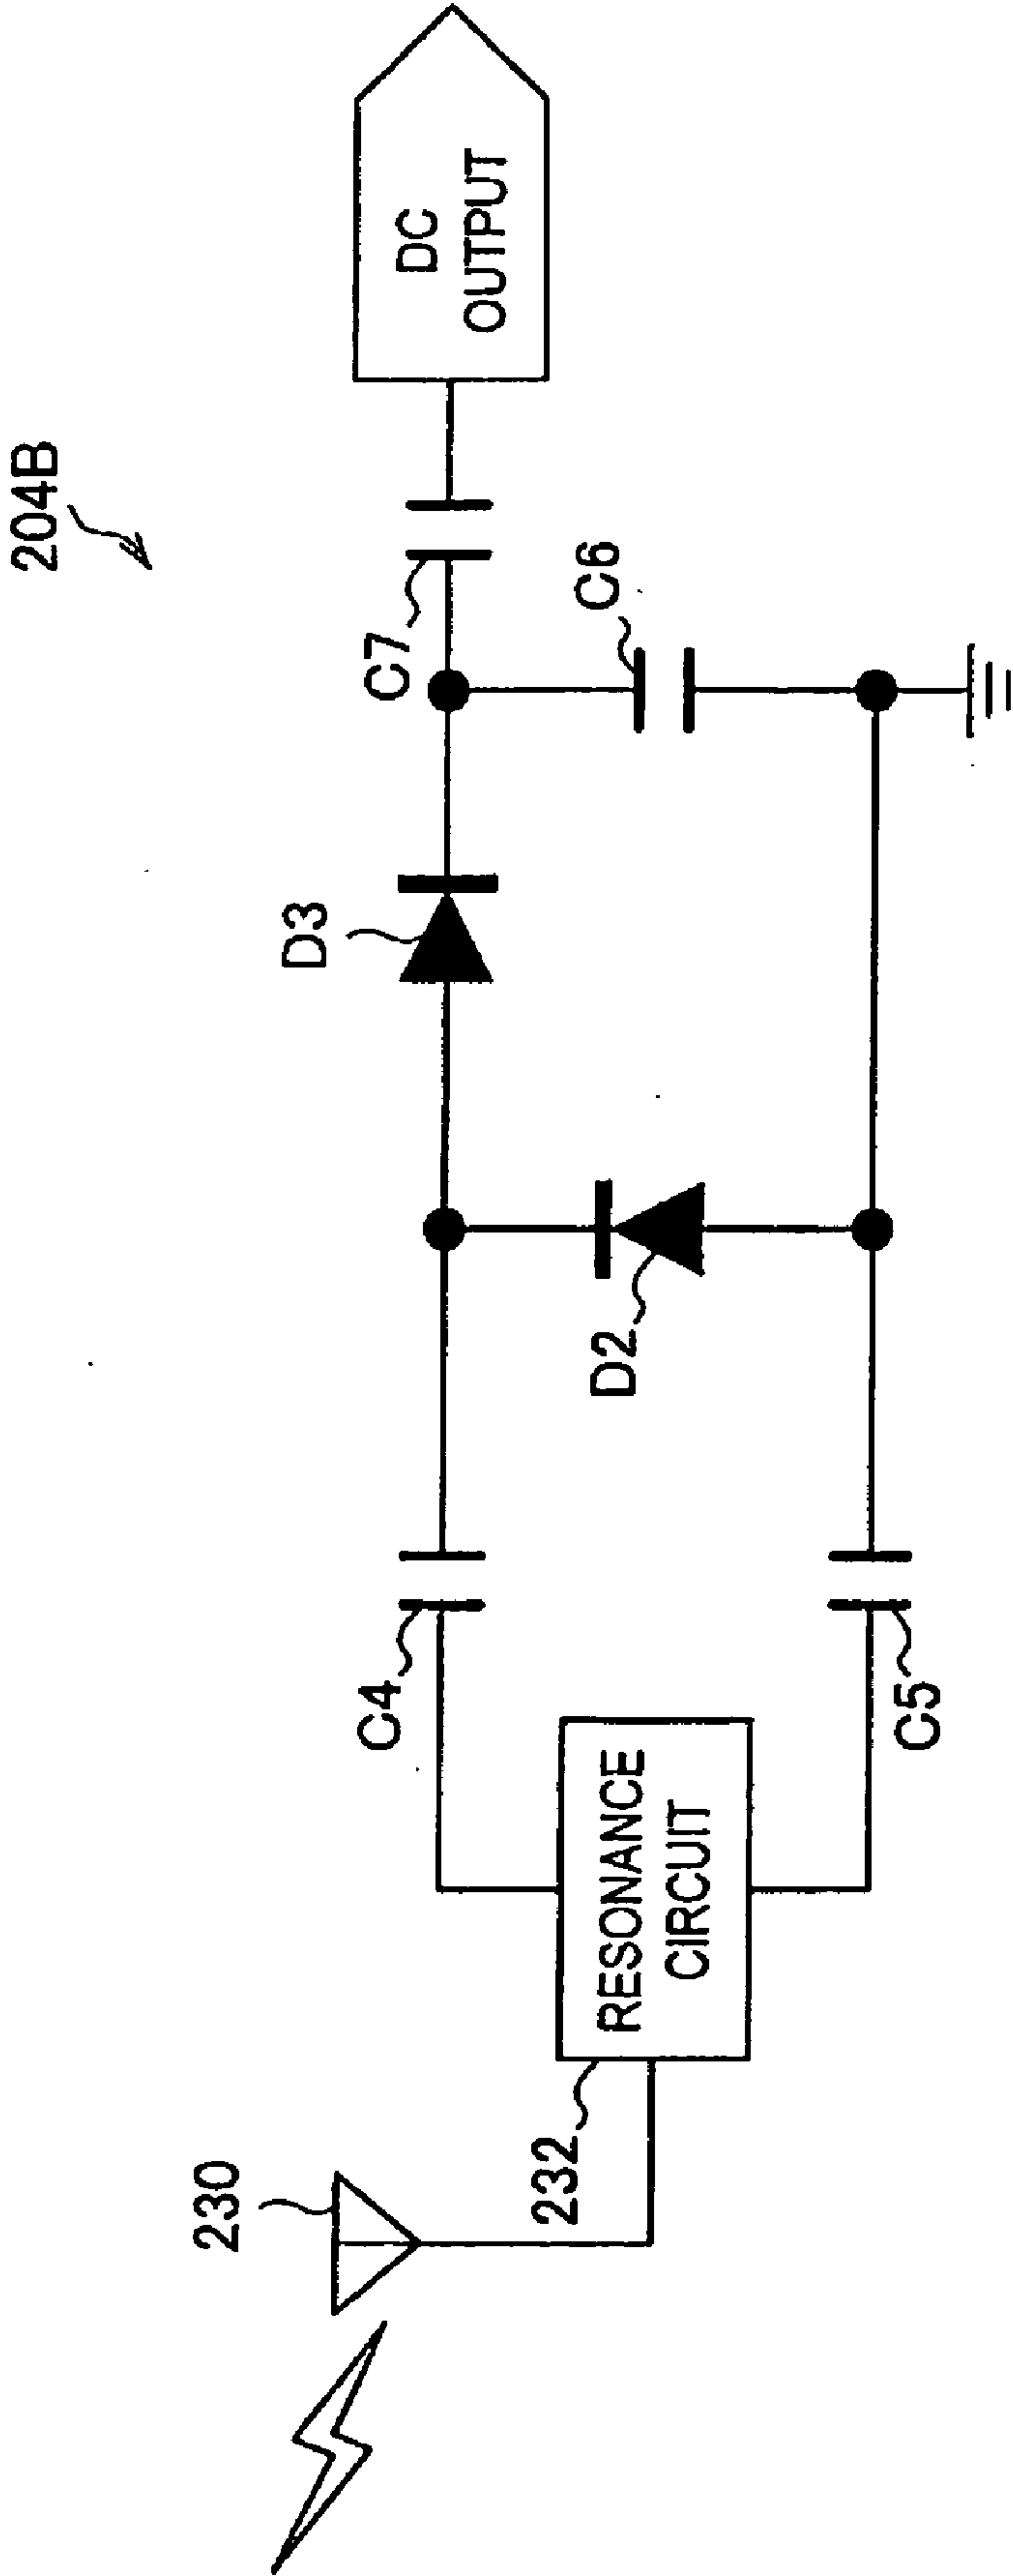 204B
230
232
RESONANCE
CIRCUIT
C4
C5
D2
D3
C7
C6
DC
OUTPUT